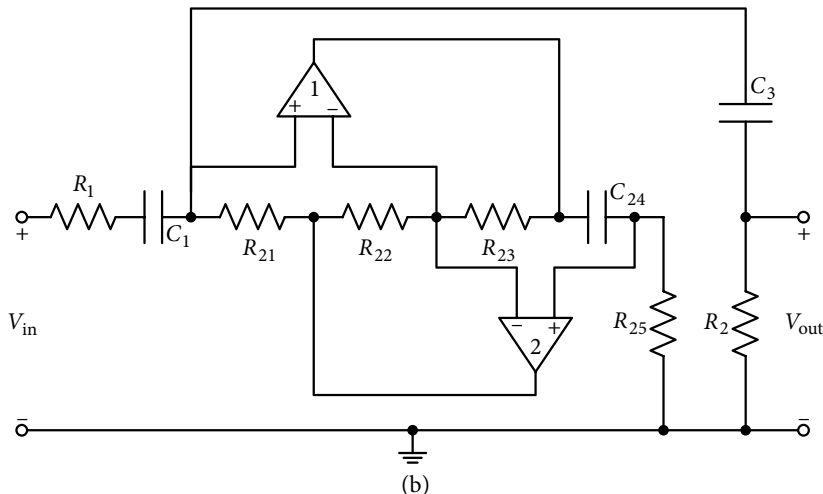 C3
1
+ −
R1
C24
+
C1
R21
R22
R23
+
− +
Vin
2
R25
R2
Vout
−
−
(b)